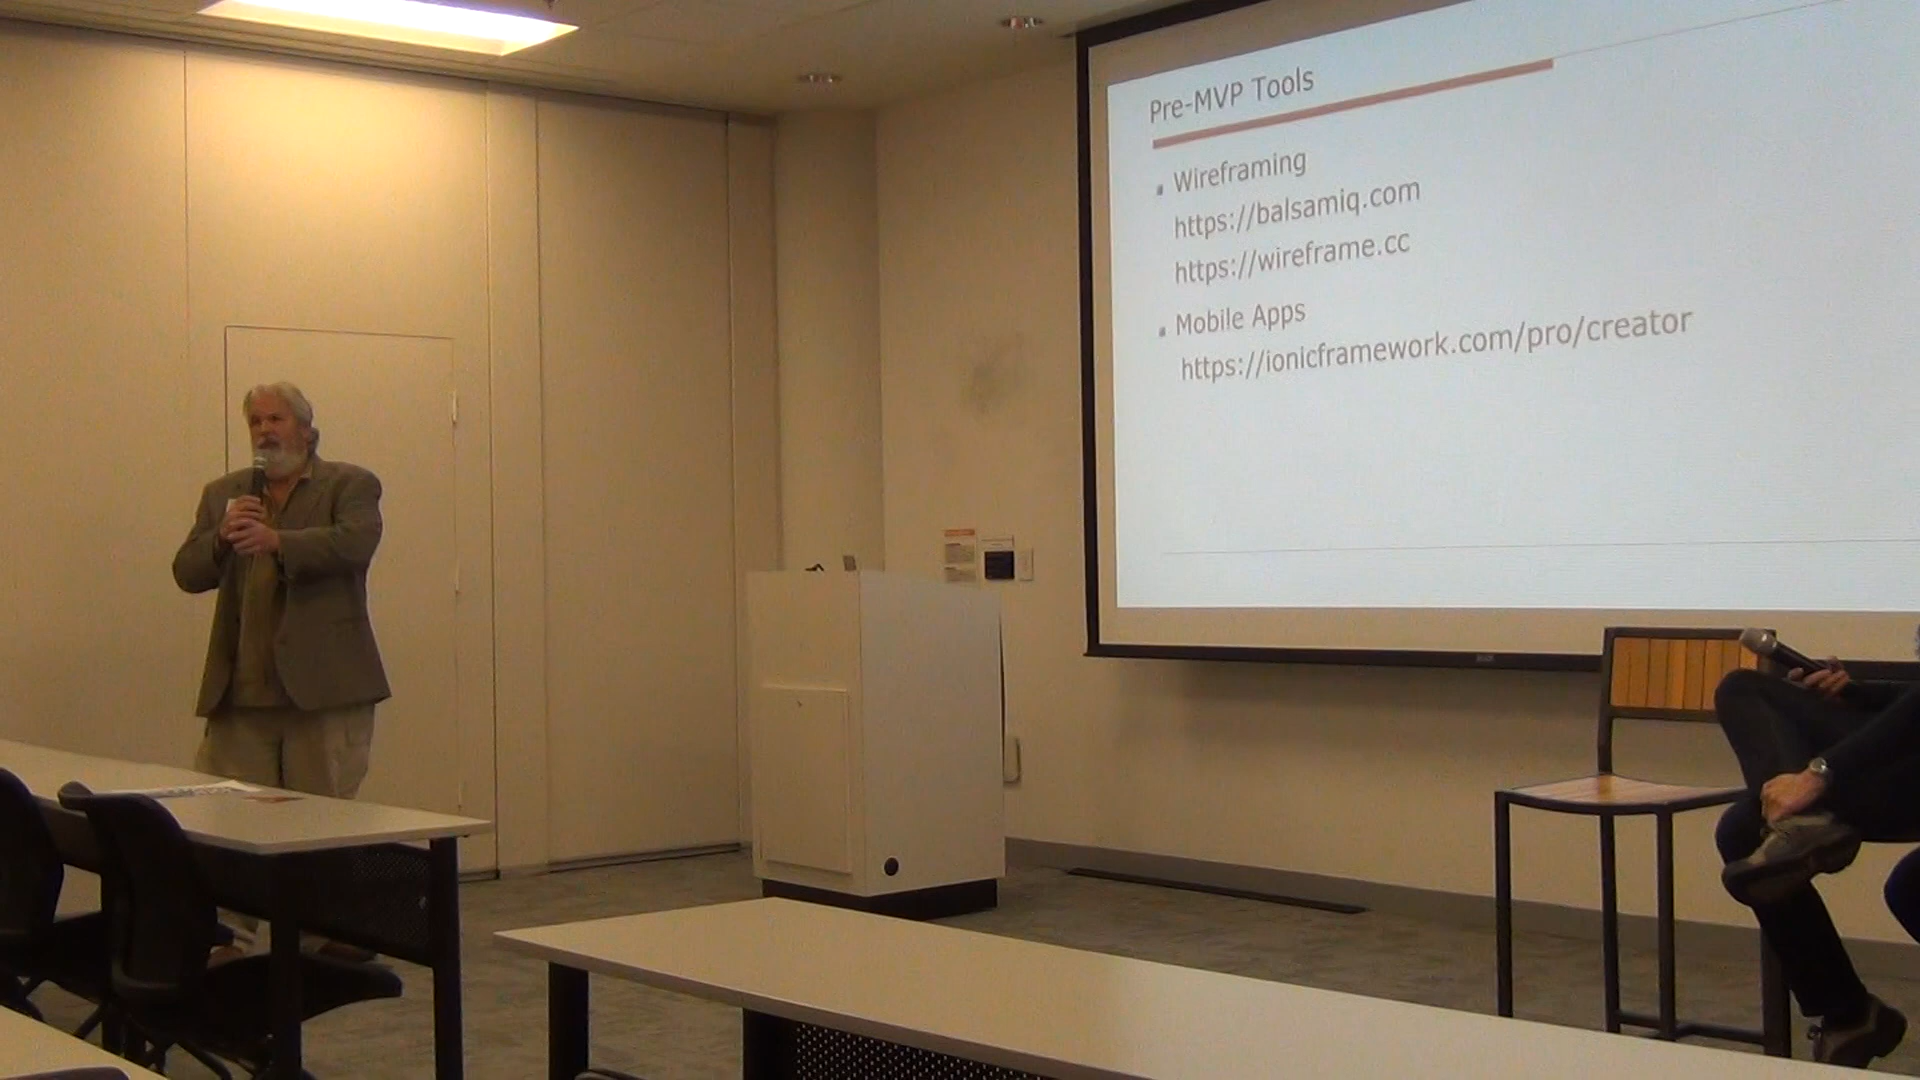 Pre-MVP Tools
Wireframing
https://balsamiq.com
https://wireframe.cc
Mobile Apps
https://ionicframework.com/pro/creator